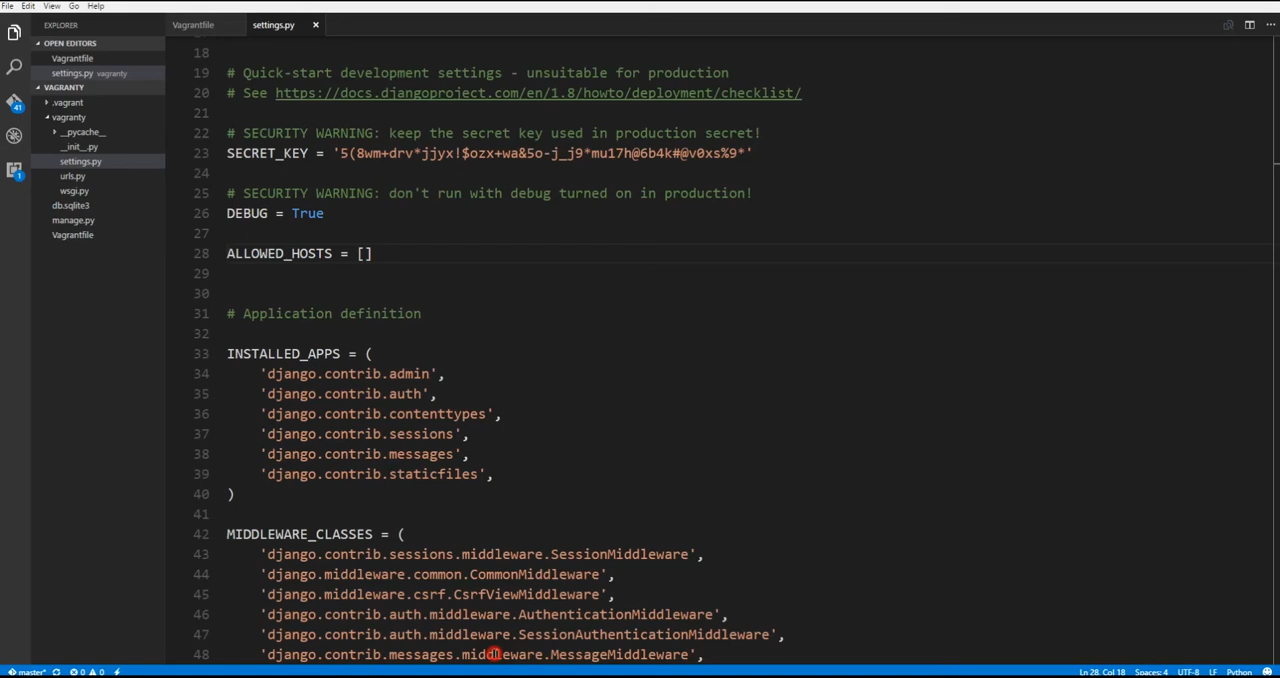 File Edit View Go Help
EXPLORER
OPEN EDITORS
Vagrantfile
settings.py vagranty
VAGRANTY
.vagrant
vagranty
__pycache__
__init__.py
settings.py
urls.py
wsgi.py
db.sqlite3
manage.py
Vagrantfile
41
1
Vagrantfile settings.py ×
18
19 # Quick-start development settings - unsuitable for production
20 # See https://docs.djangoproject.com/en/1.8/howto/deployment/checklist/
21
22 # SECURITY WARNING: keep the secret key used in production secret!
23 SECRET_KEY = '5(8wm+drv*jjyx!$ozx+wa&5o-j_j9*mu17h@6b4k#@v0xs%9*'
24
25 # SECURITY WARNING: don't run with debug turned on in production!
26 DEBUG = True
27
28 ALLOWED_HOSTS = []
29
30
31 # Application definition
32
33 INSTALLED_APPS = (
34 'django.contrib.admin',
35 'django.contrib.auth',
36 'django.contrib.contenttypes',
37 'django.contrib.sessions',
38 'django.contrib.messages',
39 'django.contrib.staticfiles',
40 )
41
42 MIDDLEWARE_CLASSES = (
43 'django.contrib.sessions.middleware.SessionMiddleware',
44 'django.middleware.common.CommonMiddleware',
45 'django.middleware.csrf.CsrfViewMiddleware',
46 'django.contrib.auth.middleware.AuthenticationMiddleware',
47 'django.contrib.auth.middleware.SessionAuthenticationMiddleware',
48 'django.contrib.messages.middleware.MessageMiddleware',
master* 0 0 Ln 28, Col 18 Spaces: 4 UTF-8 LF Python